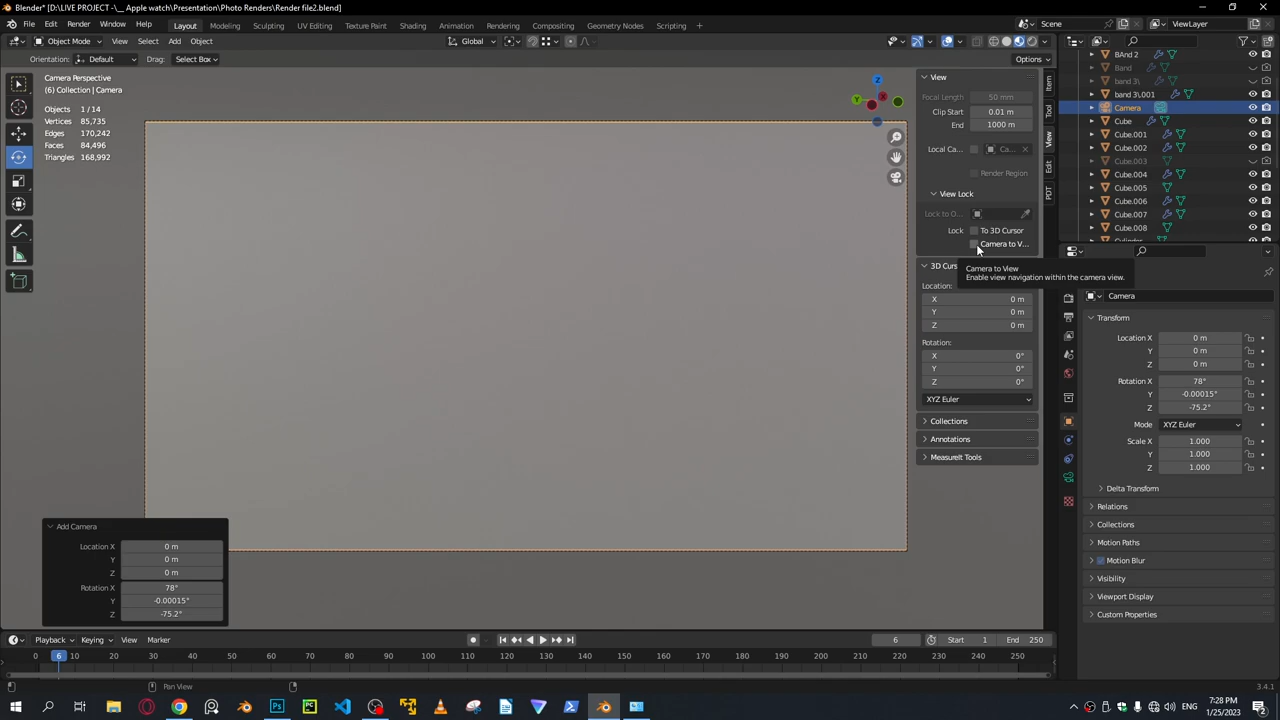 Blender* [D:\LIVE PROJECT -\__ Apple watch\Presentation\Photo Renders\Render file2.blend]
File Edit Render Window Help Layout Modeling Sculpting UV Editing Texture Paint Shading Animation Rendering Compositing Geometry Nodes Scripting Scene ViewLayer
Object Mode View Select Add Object Global
Orientation: Default Drag: Select Box Options
Camera Perspective
(6) Collection | Camera
Objects 1 / 14
Vertices 85,735
Edges 170,242
Faces 84,496
Triangles 168,992
Z
Y
X
View
Focal Length 50 mm
Clip Start 0.01 m
End 1000 m
Local Ca... Ca...
Render Region
View Lock
Lock to O...
Lock To 3D Cursor
Camera to V...
Camera to View
Enable view navigation within the camera view.
3D Curs
Location:
X 0 m
Y 0 m
Z 0 m
Rotation:
X 0°
Y 0°
Z 0°
XYZ Euler
Collections
Annotations
MeasureIt Tools
Item
Tool
View
Edit
PDT
BAnd 2
Band
band 3\
band 3\.001
Camera
Cube
Cube.001
Cube.002
Cube.003
Cube.004
Cube.005
Cube.006
Cube.007
Cube.008
Cylinder
Camera
Transform
Location X 0 m
Y 0 m
Z 0 m
Rotation X 78°
Y -0.00015°
Z -75.2°
Mode XYZ Euler
Scale X 1.000
Y 1.000
Z 1.000
Delta Transform
Relations
Collections
Motion Paths
Motion Blur
Visibility
Viewport Display
Custom Properties
Add Camera
Location X 0 m
Y 0 m
Z 0 m
Rotation X 78°
Y -0.00015°
Z -75.2°
Playback Keying View Marker 6 Start 1 End 250
0 6 10 20 30 40 50 60 70 80 90 100 110 120 130 140 150 160 170 180 190 200 210 220 230 240 250
Pan View 3.4.1
7:28 PM
1/25/2023